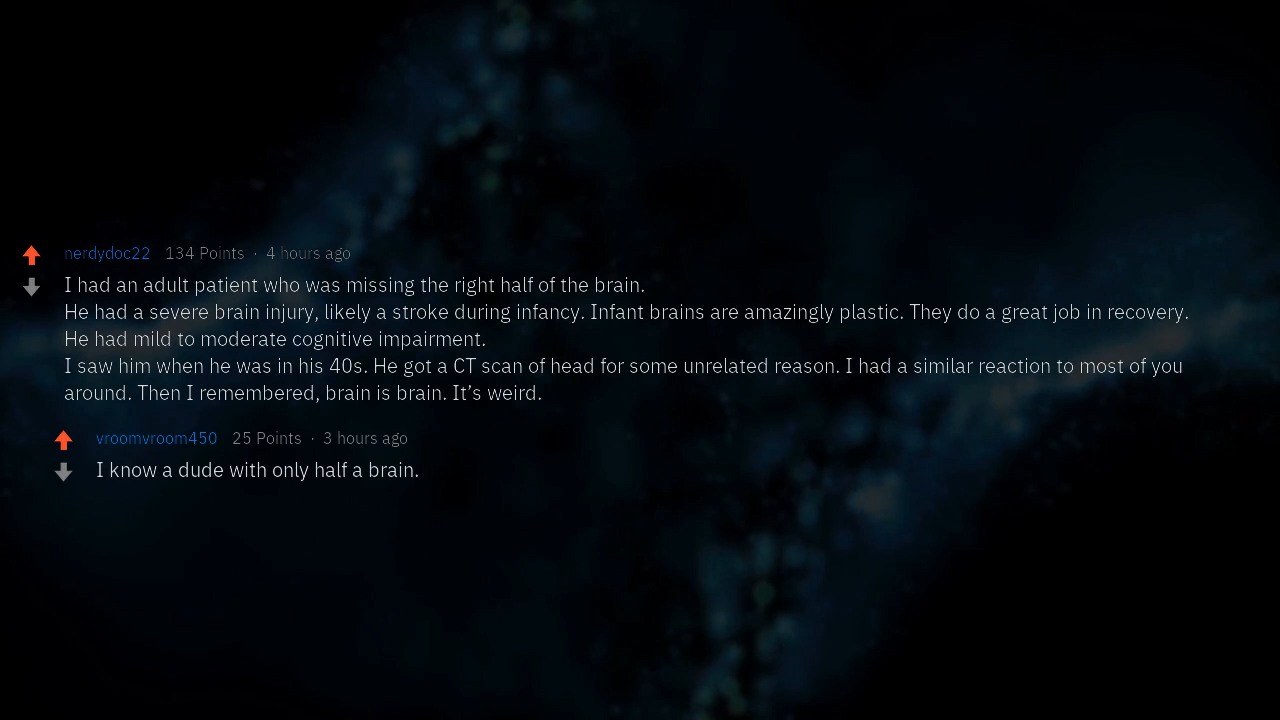 nerdydoc22 134 Points · 4 hours ago
I had an adult patient who was missing the right half of the brain.
He had a severe brain injury, likely a stroke during infancy. Infant brains are amazingly plastic. They do a great job in recovery.
He had mild to moderate cognitive impairment.
I saw him when he was in his 40s. He got a CT scan of head for some unrelated reason. I had a similar reaction to most of you
around. Then I remembered, brain is brain. It’s weird.
vroomvroom450 25 Points · 3 hours ago
I know a dude with only half a brain.